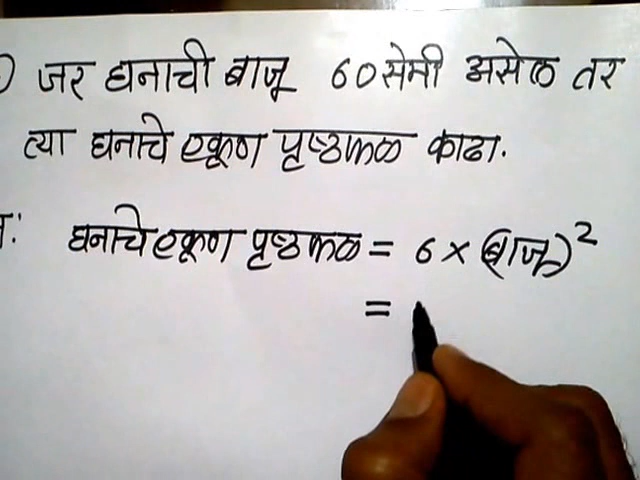 ) जर घनाची बाजू 60 सेमी असेल तर
त्या घनाचे एकूण पृष्ठफळ काढा.
घनाचे एकूण पृष्ठफळ = 6 × (बाजू)²
=